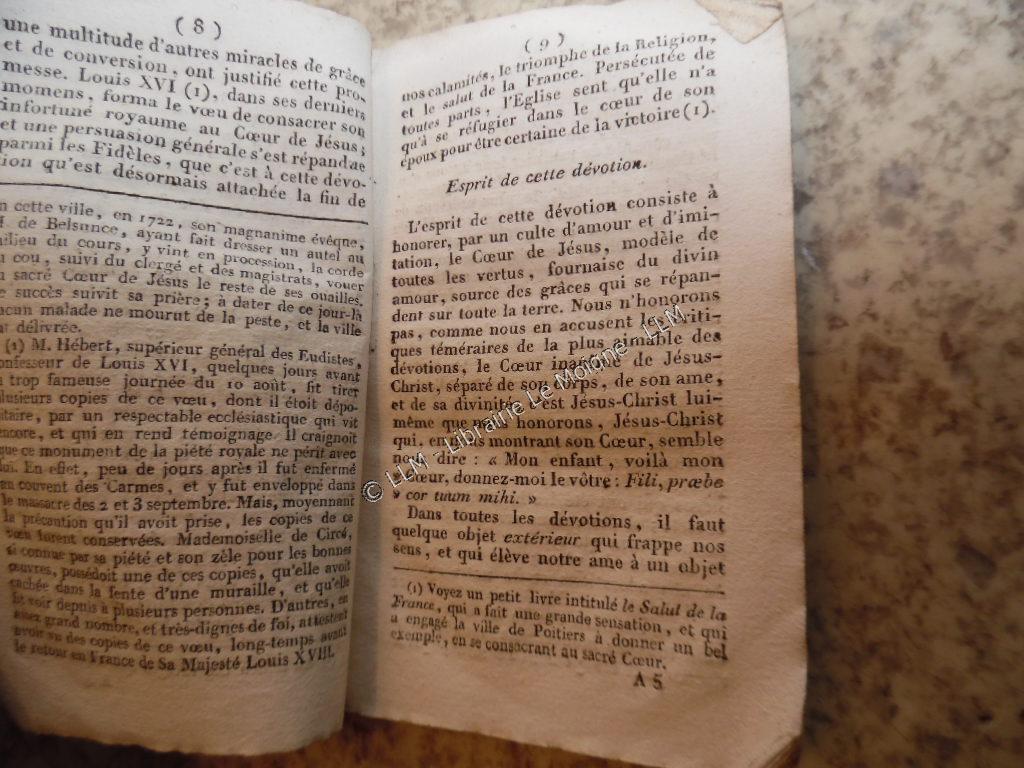 ( 8 )
une multitude d'autres miracles de grâce
et de conversion, ont justifié cette pro-
messe. Louis XVI (1), dans ses derniers
momens, forma le vœu de consacrer son
infortuné royaume au Cœur de Jésus;
et une persuasion générale s'est répandue
parmi les Fidèles, que c'est à cette dévo-
tion qu'est désormais attachée la fin de
n cette ville, en 1722, son magnanime évêque,
de Belsunce, ayant fait dresser un autel au
milieu du cours, y vint en procession, la corde
u cou, suivi du clergé et des magistrats, vouer
u sacré Cœur de Jésus le reste de ses ouailles.
e succès suivit sa prière; à dater de ce jour-là
ucun malade ne mourut de la peste, et la ville
ut délivrée.
(1) M. Hébert, supérieur général des Eudistes,
confesseur de Louis XVI, quelques jours avant
a trop fameuse journée du 10 août, fit tirer
plusieurs copies de ce vœu, dont il étoit dépo-
sitaire, par un respectable ecclésiastique qui vit
encore, et qui en rend témoignage. Il craignoit
que ce monument de la piété royale ne périt avec
lui. En effet, peu de jours après il fut enfermé
au couvent des Carmes, et y fut enveloppé dans
le massacre des 2 et 3 septembre. Mais, moyennant
la précaution qu'il avoit prise, les copies de ce
vœu furent conservées. Mademoiselle de Circé,
si connue par sa piété et son zèle pour les bonnes
œuvres, possédoit une de ces copies, qu'elle avoit
cachée dans la fente d'une muraille, et qu'elle
fit voir depuis à plusieurs personnes. D'autres, en
assez grand nombre, et très-dignes de foi, attestent
avoir vu des copies de ce vœu, long-temps avant
le retour en France de Sa Majesté Louis XVIII.
( 9 )
nos calamités, le triomphe de la Religion,
et le salut de la France. Persécutée de
toutes parts, l'Église sent qu'elle n'a
qu'à se réfugier dans le cœur de son
époux pour être certaine de la victoire (1).
Esprit de cette dévotion.
L'esprit de cette dévotion consiste à
honorer, par un culte d'amour et d'imi-
tation, le Cœur de Jésus, modèle de
toutes les vertus, fournaise du divin
amour, source des grâces qui se répan-
dent sur toute la terre. Nous n'honorons
pas, comme nous en accusent les criti-
ques téméraires de la plus aimable des
dévotions, le Cœur inanimé de Jésus-
Christ, séparé de son corps, de son ame,
et de sa divinité; c'est Jésus-Christ lui-
même que nous honorons, Jésus-Christ
qui, en nous montrant son Cœur, semble
nous dire : « Mon enfant, voilà mon
» Cœur, donnez-moi le vôtre : Fili, præbe
» cor tuum mihi. »
Dans toutes les dévotions, il faut
quelque objet extérieur qui frappe nos
sens, et qui élève notre ame à un objet
(1) Voyez un petit livre intitulé le Salut de la
France, qui a fait une grande sensation, et qui
a engagé la ville de Poitiers à donner un bel
exemple, en se consacrant au sacré Cœur.
A 5
© LLM - Librairie Le Moigne - LLM